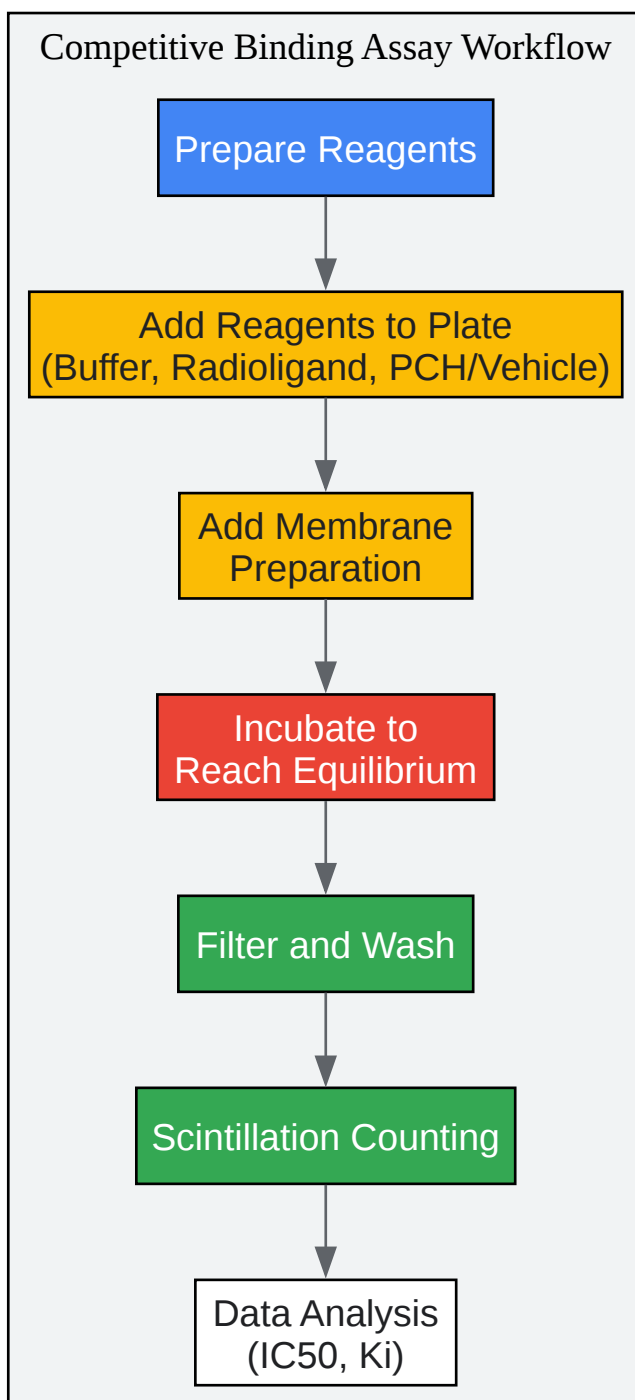 Competitive Binding Assay Workflow
Prepare Reagents
Add Reagents to Plate
(Buffer, Radioligand, PCH/Vehicle)
Add Membrane
Preparation
Incubate to
Reach Equilibrium
Filter and Wash
Scintillation Counting
Data Analysis
(IC50, Ki)